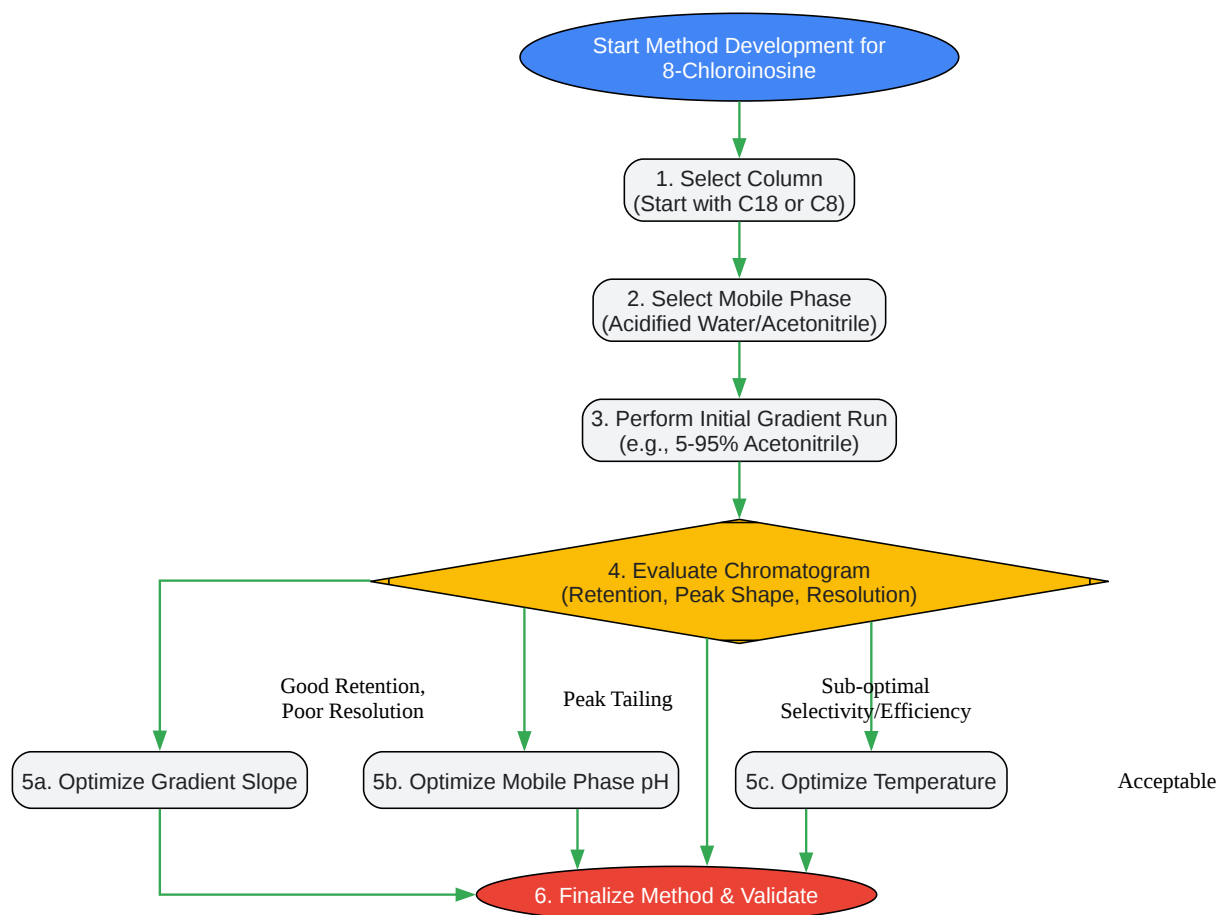 Start Method Development for
8-Chloroinosine
1. Select Column
(Start with C18 or C8)
2. Select Mobile Phase
(Acidified Water/Acetonitrile)
3. Perform Initial Gradient Run
(e.g., 5-95% Acetonitrile)
4. Evaluate Chromatogram
(Retention, Peak Shape, Resolution)
Good Retention,
Poor Resolution
Peak Tailing
Sub-optimal
Selectivity/Efficiency
Acceptable
5a. Optimize Gradient Slope
5b. Optimize Mobile Phase pH
5c. Optimize Temperature
6. Finalize Method & Validate